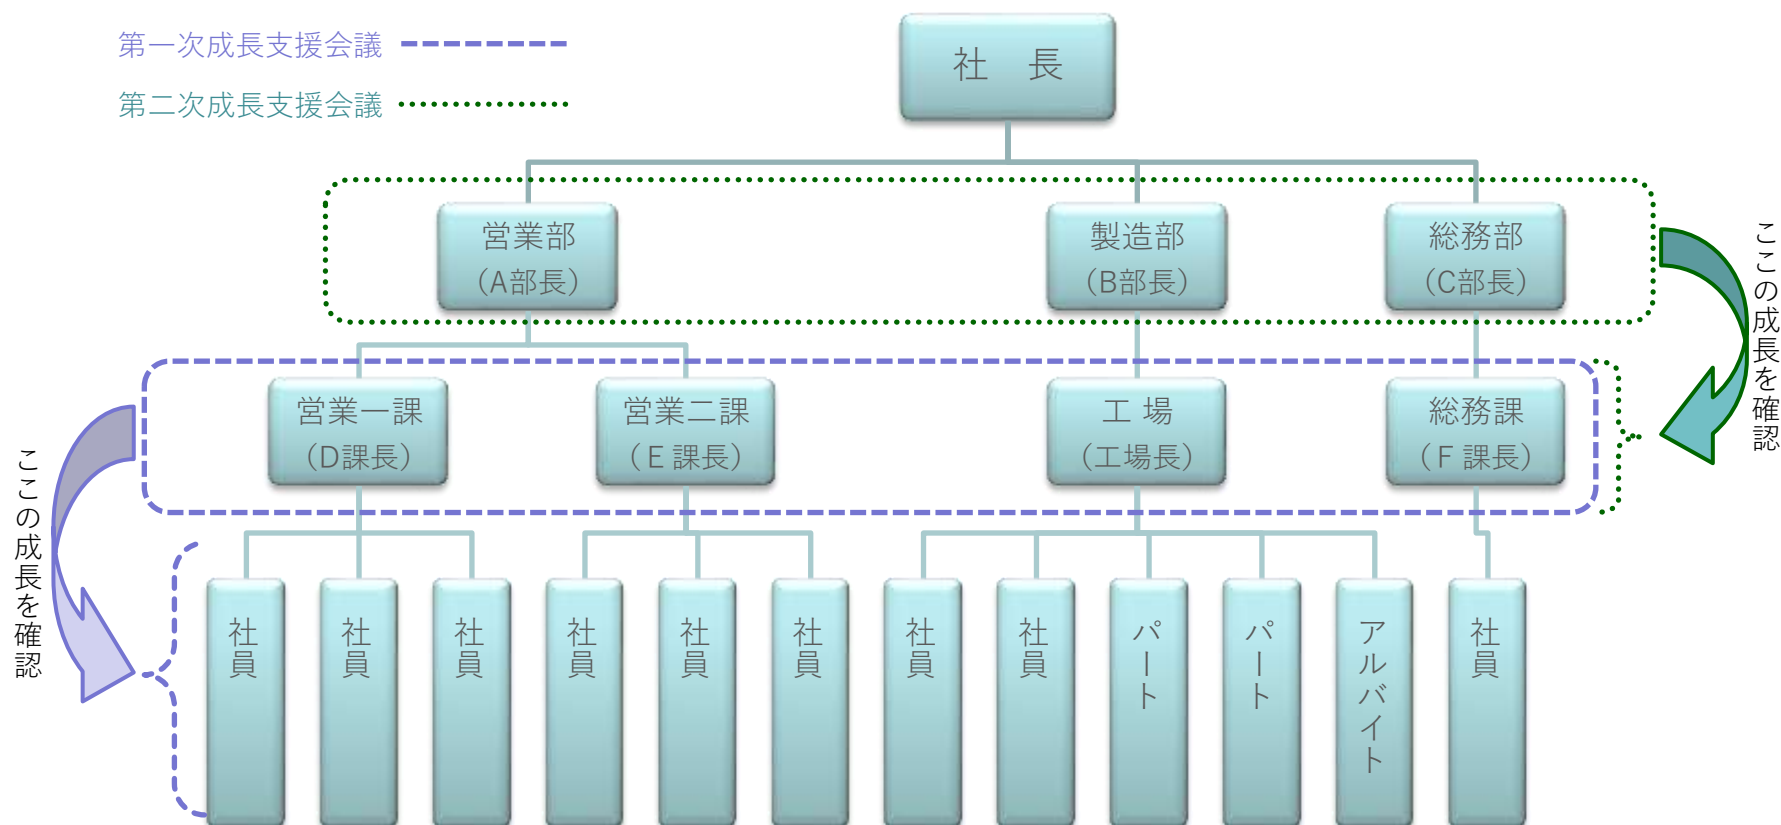 第一次成長支援会議
第二次成長支援会議
社　長
営業部
（A部長）
製造部
（B部長）
総務部
（C部長）
ここの成長を確認
営業一課
（D課長）
営業二課
（E課長）
工 場
（工場長）
総務課
（F課長）
ここの成長を確認
社員
社員
社員
社員
社員
社員
社員
社員
パート
パート
アルバイト
社員